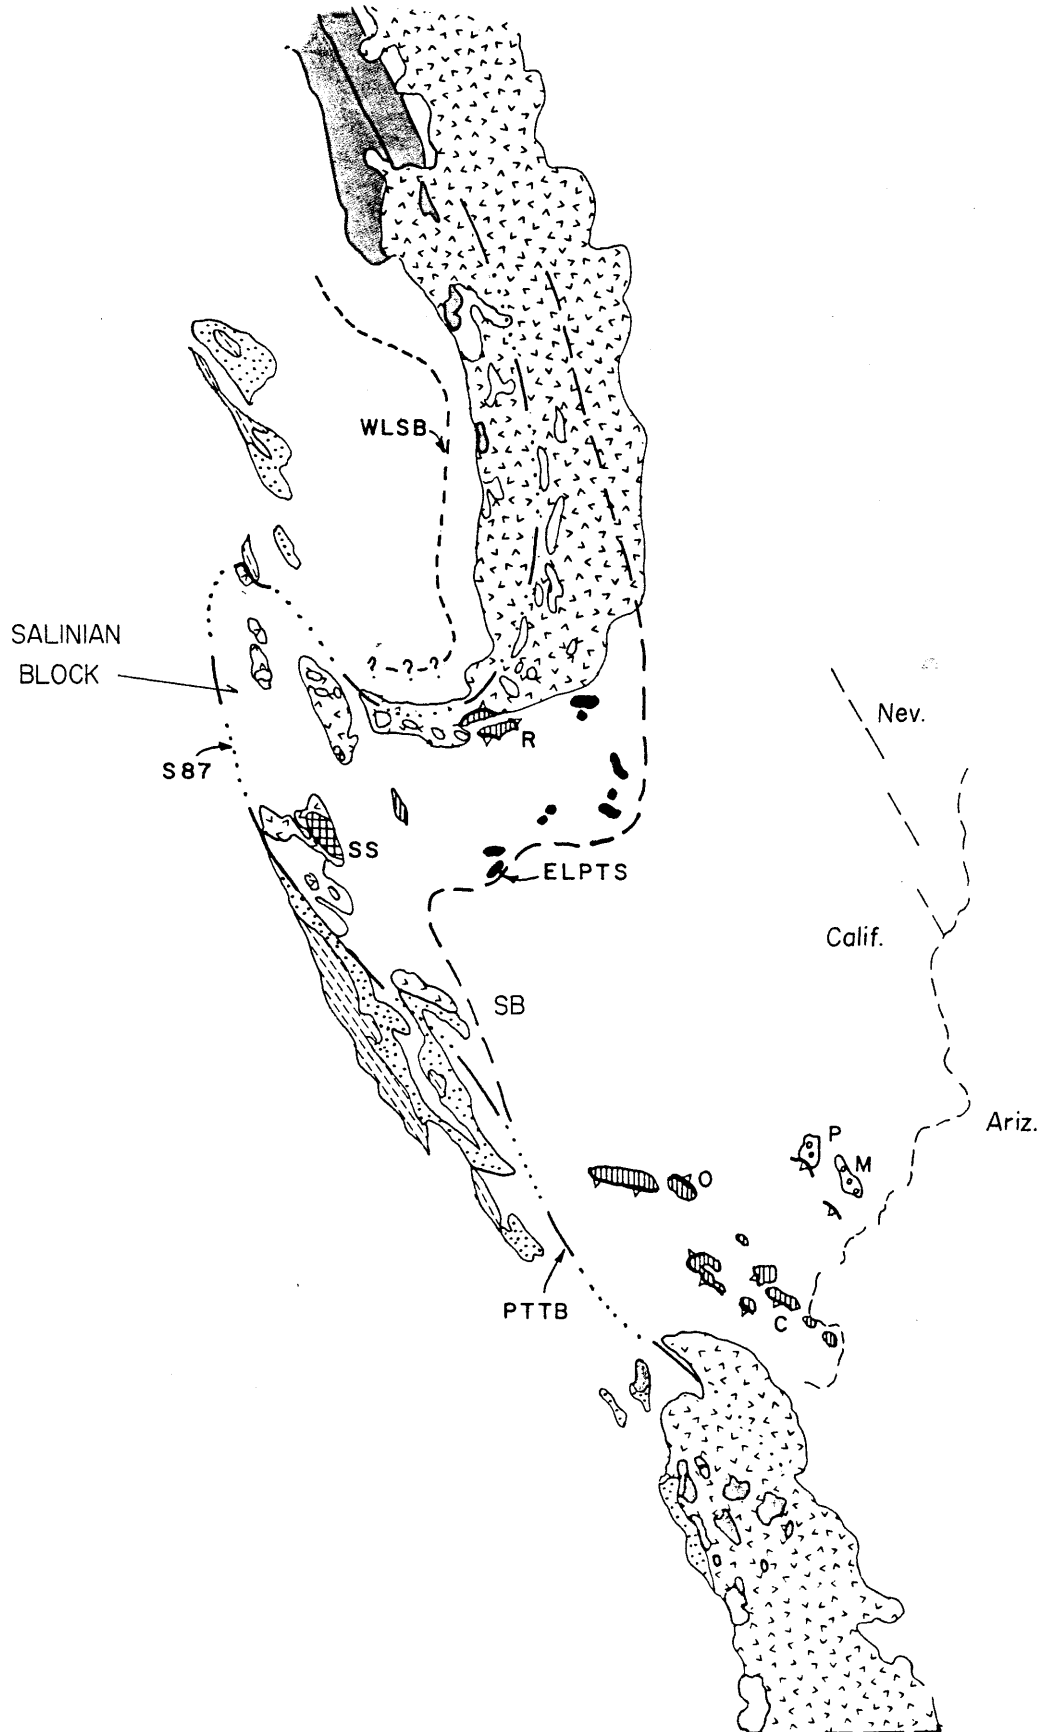 WLSB
SALINIAN
BLOCK
? - ? - ?
Nev.
R
S87
SS
ELPTS
Calif.
SB
Ariz.
P
M
O
PTTB
C